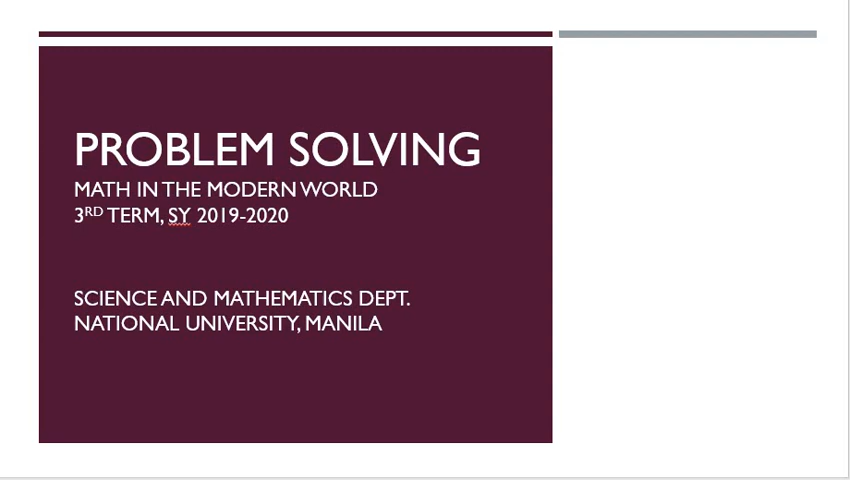 PROBLEM SOLVING
MATH IN THE MODERN WORLD
3RD TERM, SY 2019-2020
SCIENCE AND MATHEMATICS DEPT.
NATIONAL UNIVERSITY, MANILA